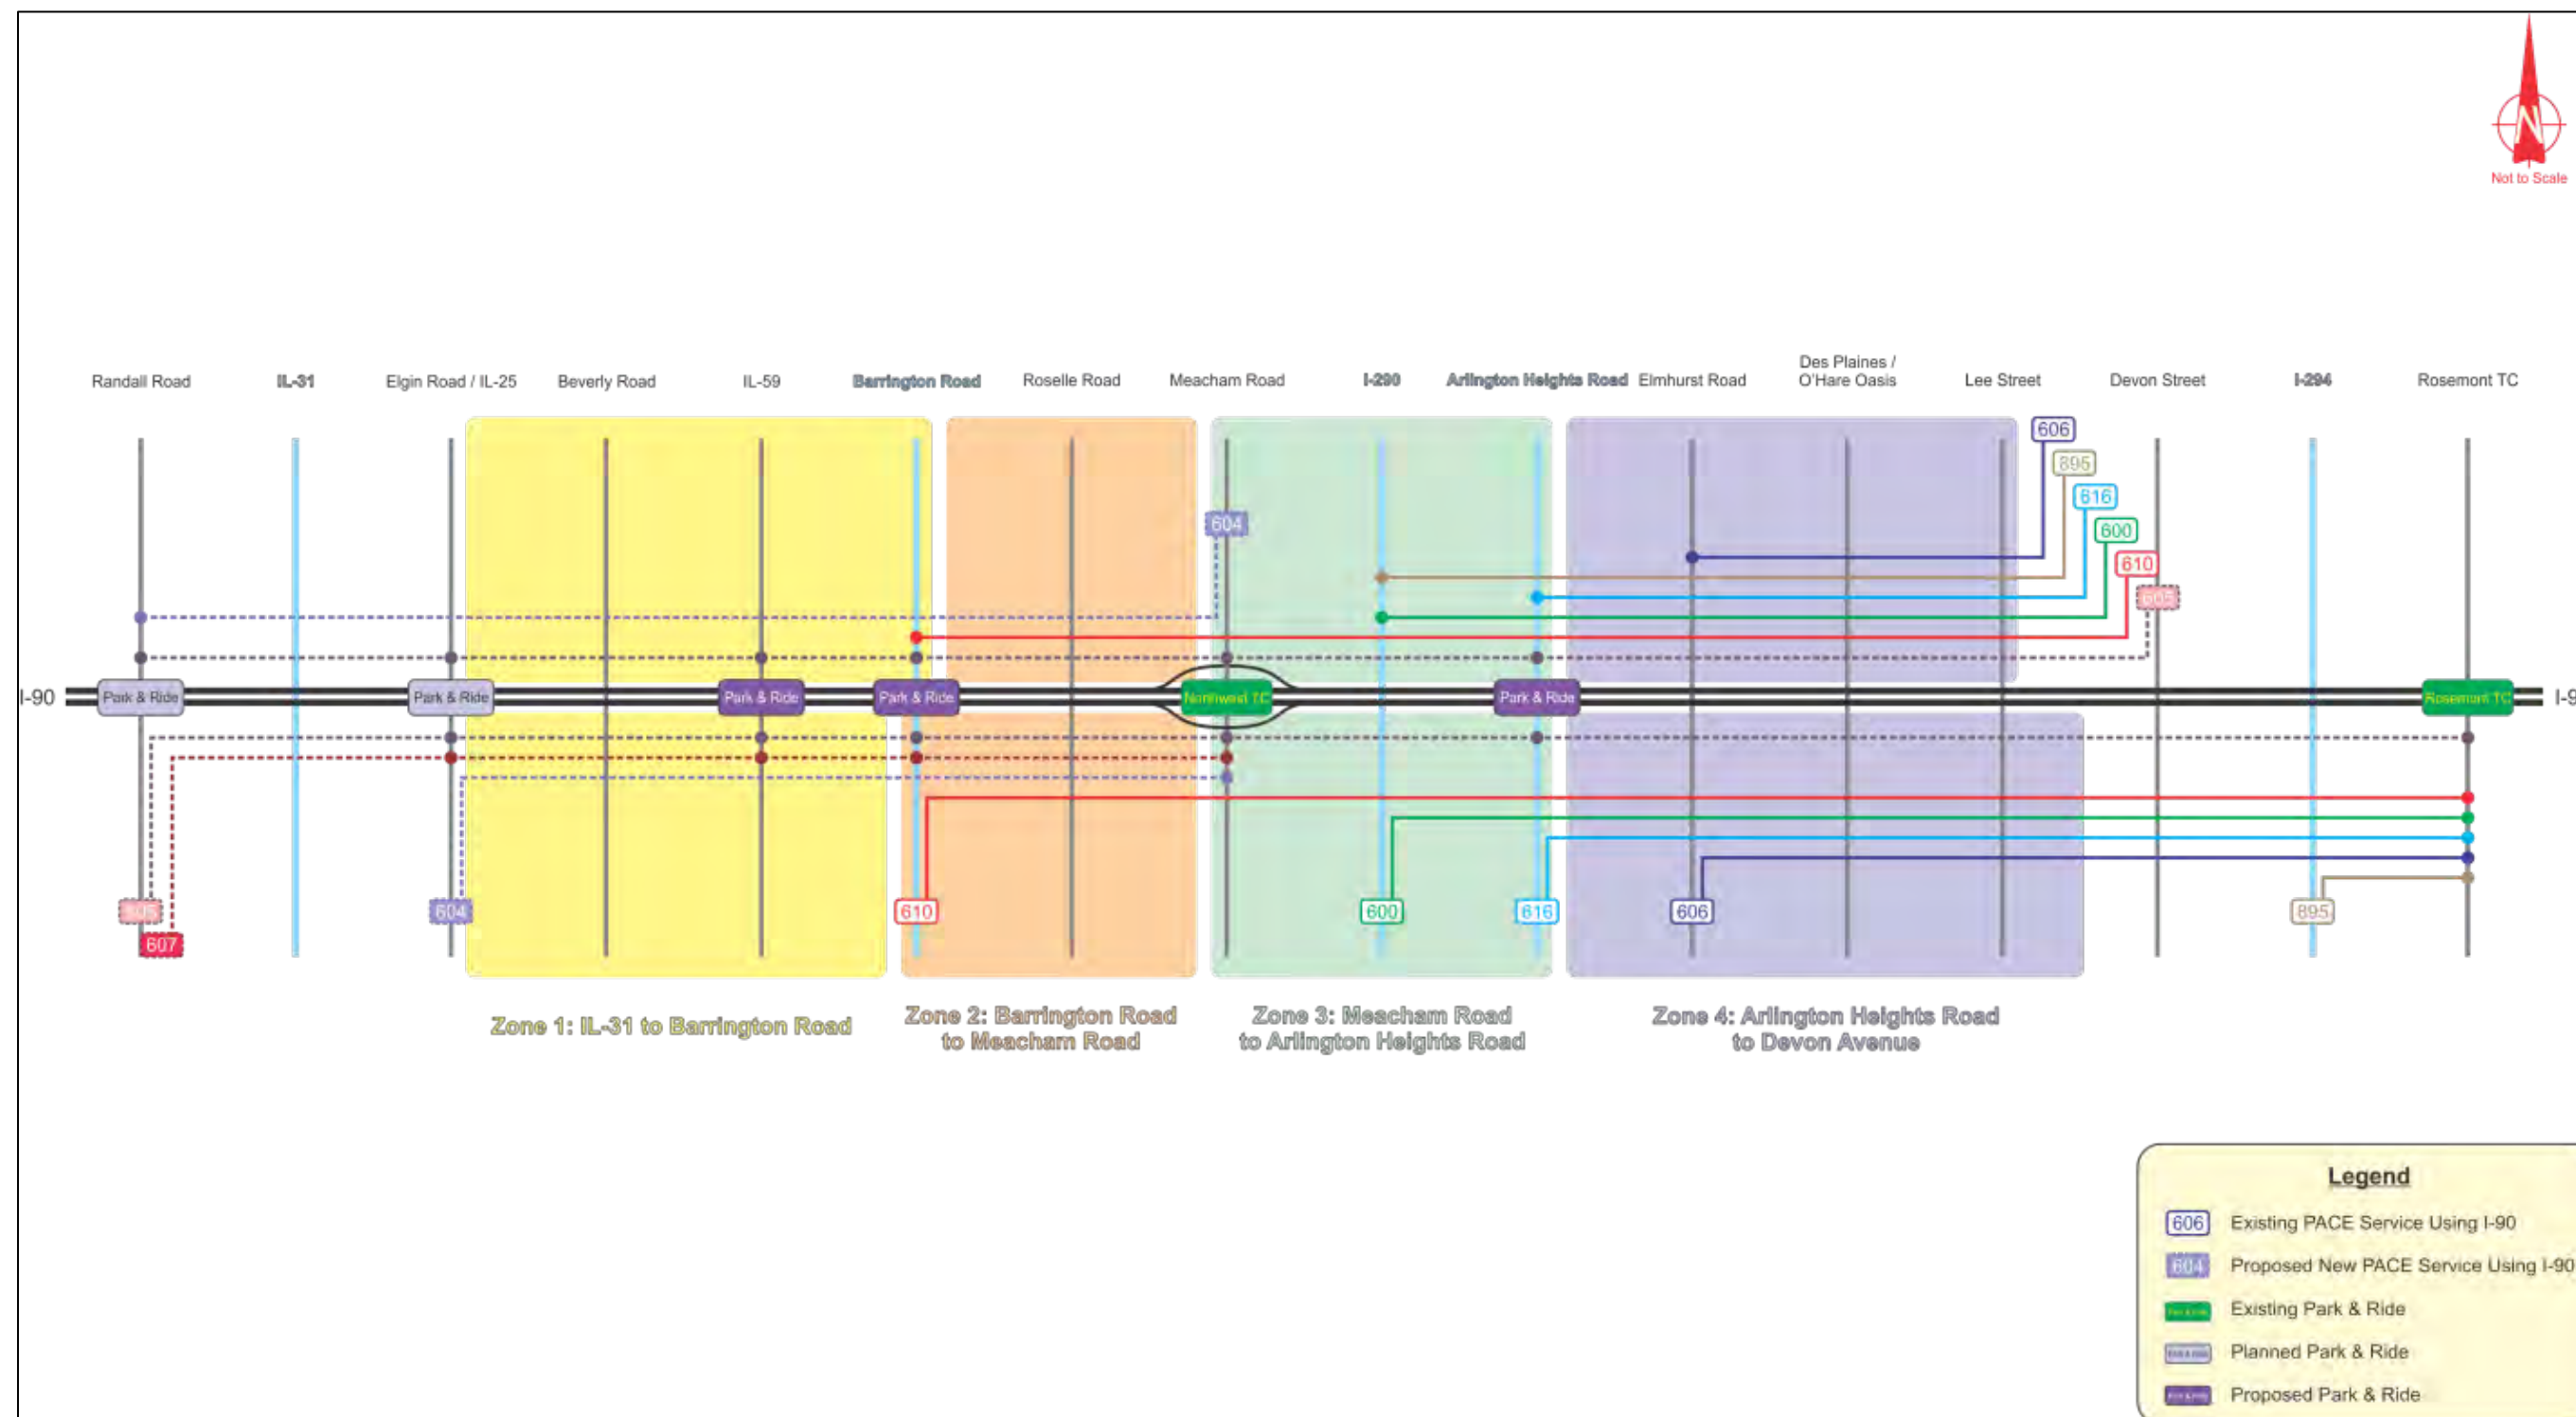 Not to Scale
Des Plaines /
Randall Road IL-31 Elgin Road / IL-25 Beverly Road IL-59 Barrington Road Roselle Road Meacham Road I-290 Arlington Heights Road Elmhurst Road O'Hare Oasis Lee Street Devon Street I-294 Rosemont TC
606
895
616
604
600
610
605
I-90 Park & Ride Park & Ride Park & Ride Park & Ride Northwest TC Park & Ride Rosemont TC I-9
605 604 610 600 616 606 895
607
Zone 1: IL-31 to Barrington Road
Zone 2: Barrington Road
to Meacham Road
Zone 3: Meacham Road
to Arlington Heights Road
Zone 4: Arlington Heights Road
to Devon Avenue
Legend
606 Existing PACE Service Using I-90
604 Proposed New PACE Service Using I-90
Existing Park & Ride
Planned Park & Ride
Proposed Park & Ride